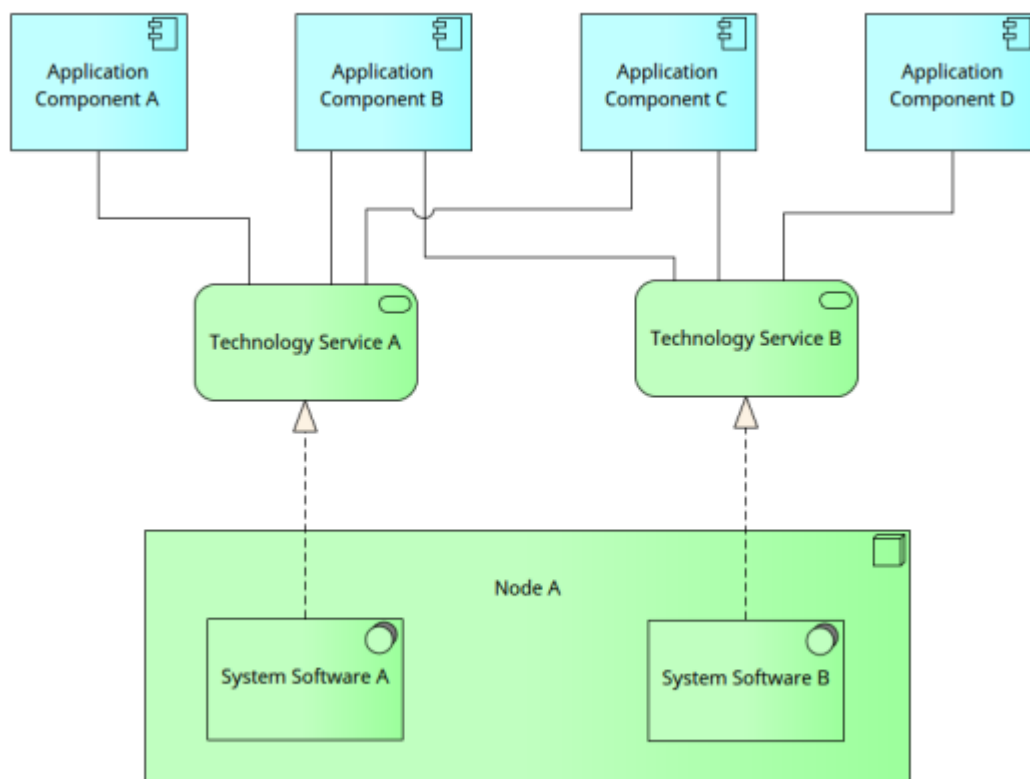 Application
Component A
Application
Component B
Application
Component C
Application
Component D
Technology Service A
Technology Service B
Node A
System Software A
System Software B